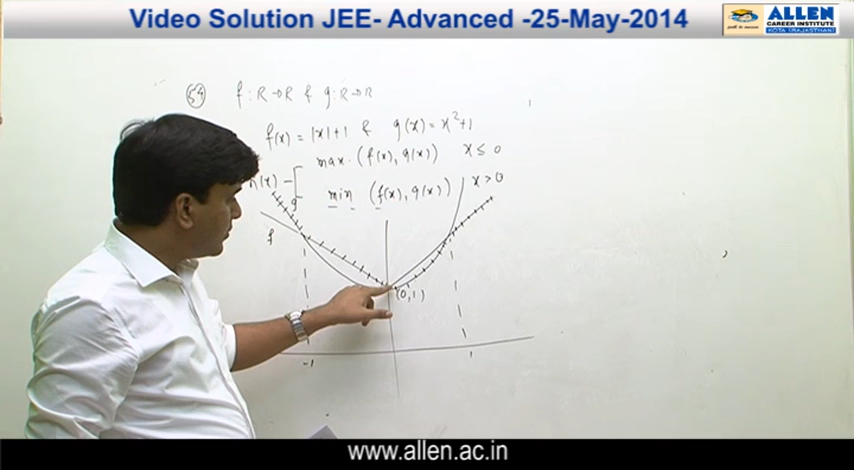 Video Solution JEE- Advanced -25-May-2014
ALLEN
CAREER INSTITUTE
KOTA (RAJASTHAN)
54 f : R→R & g : R→R
f(x) = |x|+1 & g(x) = x²+1
max. (f(x), g(x)) x ≤ 0
h(x) -
min (f(x), g(x)) x > 0
g
f
(0,1)
-1 1
www.allen.ac.in